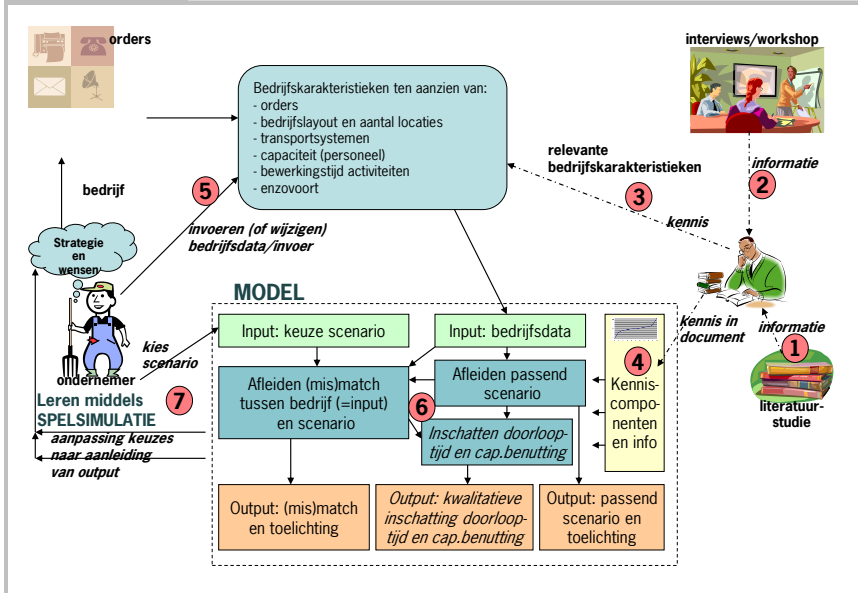 orders
interviews/workshop
Bedrijfskarakteristieken ten aanzien van:
- orders
- bedrijfslayout en aantal locaties
- transportsystemen
- capaciteit (personeel)
- bewerkingstijd activiteiten
- enzovoort
relevante
bedrijfskarakteristieken
informatie
2
3
kennis
bedrijf
5
invoeren (of wijzigen)
bedrijfsdata/invoer
Strategie
en
wensen
MODEL
kennis in
document
informatie
1
literatuur-
studie
kies
scenario
ondernemer
Leren middels
SPELSIMULATIE
7
aanpassing keuzes
naar aanleiding
van output
Input: keuze scenario
Input: bedrijfsdata
4
Kennis-
compo-
nenten
en info
Afleiden (mis)match
tussen bedrijf (=input)
en scenario
Afleiden passend
scenario
6
Inschatten doorloop-
tijd en cap.benutting
Output: (mis)match
en toelichting
Output: kwalitatieve
inschatting doorloop-
tijd en cap.benutting
Output: passend
scenario en
toelichting